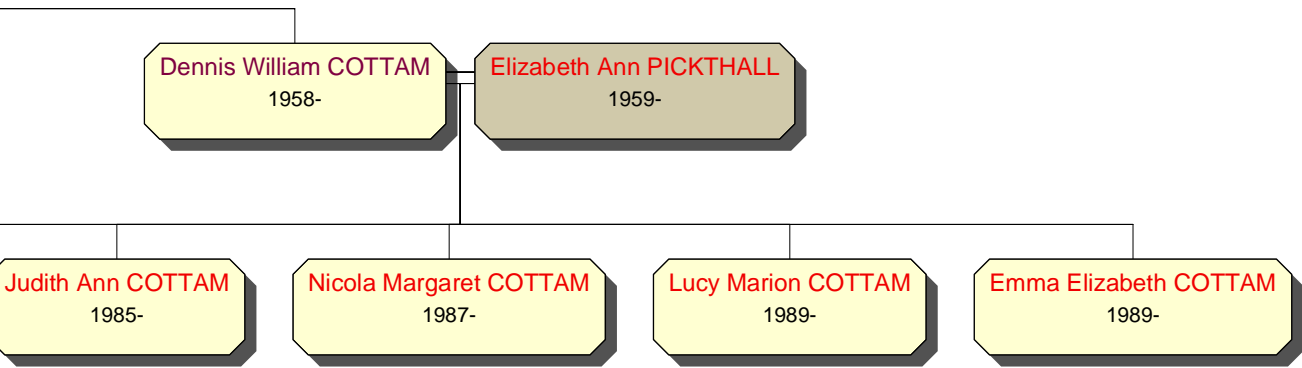 Dennis William COTTAM
1958-
Elizabeth Ann PICKTHALL
1959-
Judith Ann COTTAM
1985-
Nicola Margaret COTTAM
1987-
Lucy Marion COTTAM
1989-
Emma Elizabeth COTTAM
1989-